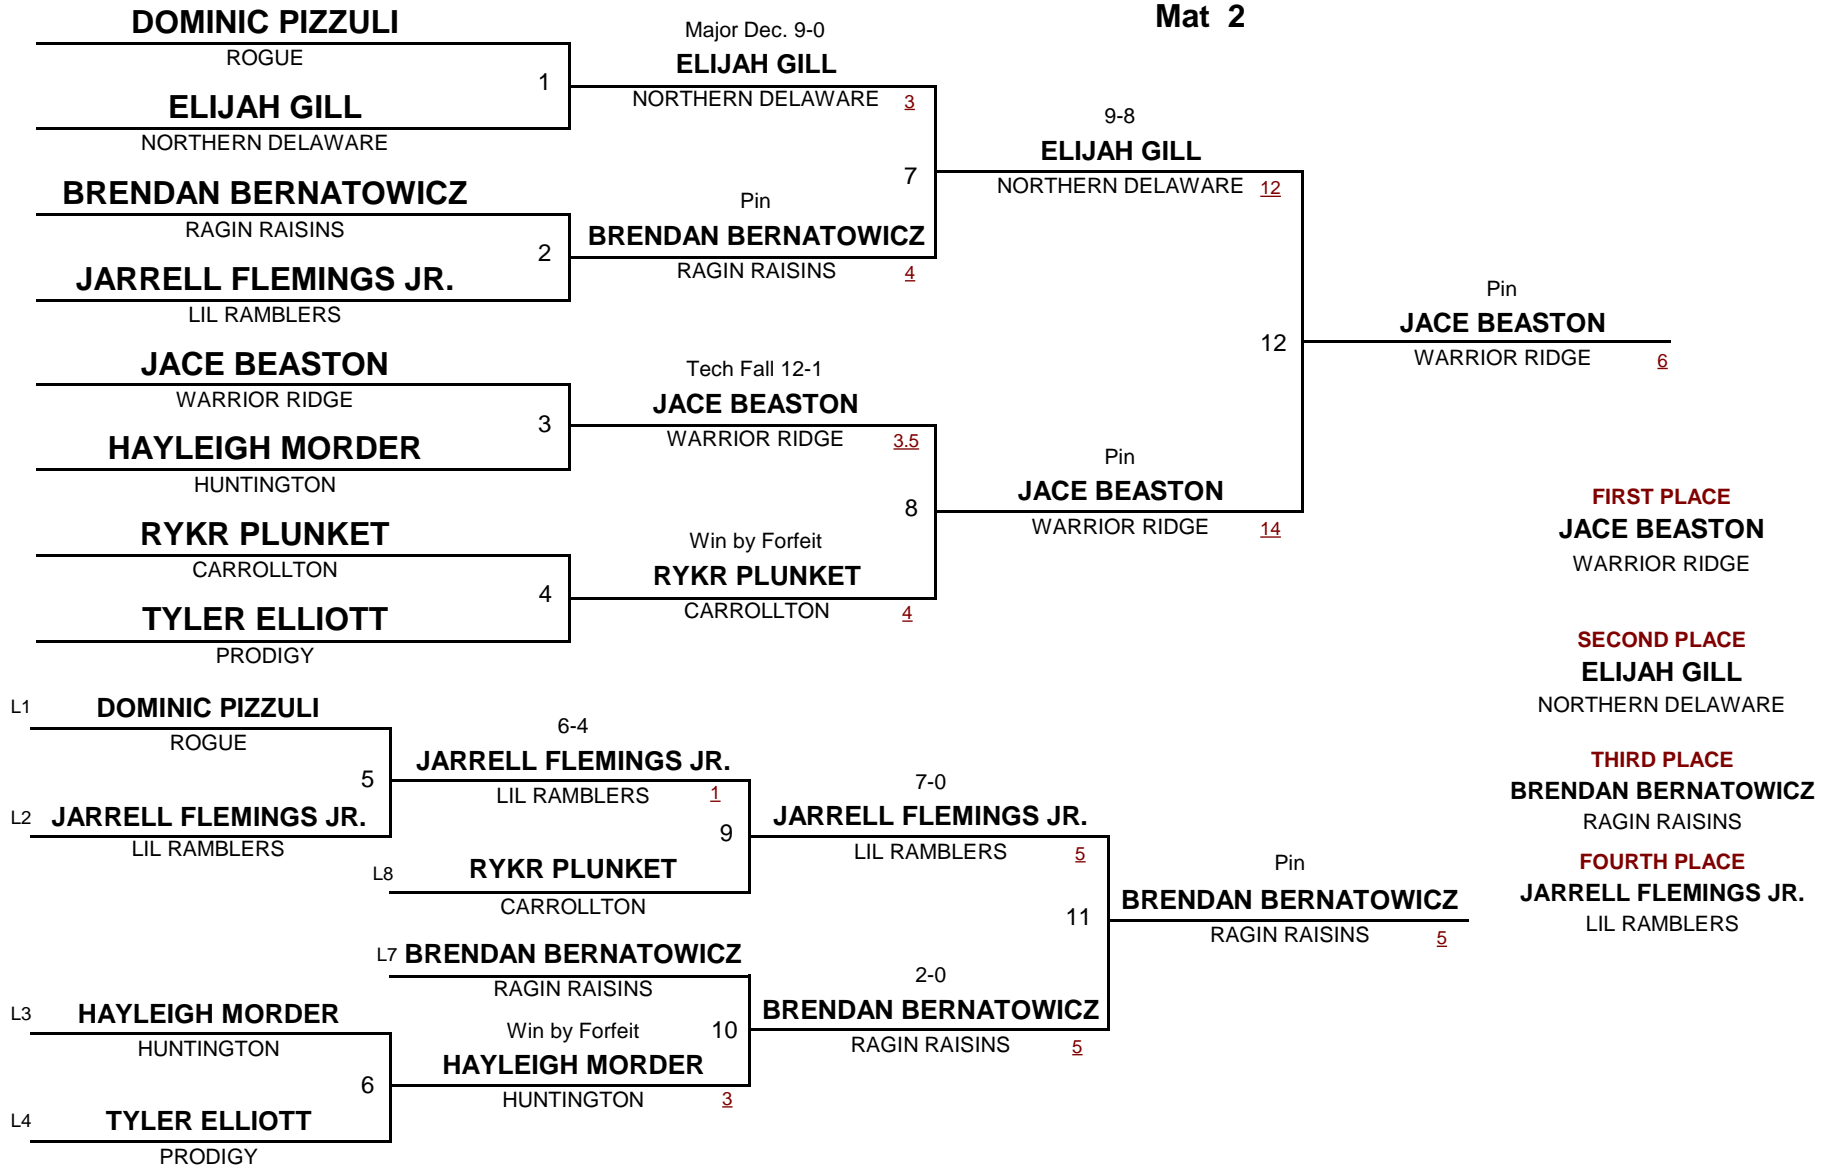 Mat 2
DOMINIC PIZZULI
ROGUE
1
ELIJAH GILL
NORTHERN DELAWARE
BRENDAN BERNATOWICZ
RAGIN RAISINS
2
JARRELL FLEMINGS JR.
LIL RAMBLERS
JACE BEASTON
WARRIOR RIDGE
3
HAYLEIGH MORDER
HUNTINGTON
RYKR PLUNKET
CARROLLTON
4
TYLER ELLIOTT
PRODIGY
Major Dec. 9-0
ELIJAH GILL
NORTHERN DELAWARE 3
7
Pin
BRENDAN BERNATOWICZ
RAGIN RAISINS 4
Tech Fall 12-1
JACE BEASTON
WARRIOR RIDGE 3.5
8
Win by Forfeit
RYKR PLUNKET
CARROLLTON 4
9-8
ELIJAH GILL
NORTHERN DELAWARE 12
12
Pin
JACE BEASTON
WARRIOR RIDGE 14
Pin
JACE BEASTON
WARRIOR RIDGE 6
FIRST PLACE
JACE BEASTON
WARRIOR RIDGE
SECOND PLACE
ELIJAH GILL
NORTHERN DELAWARE
THIRD PLACE
BRENDAN BERNATOWICZ
RAGIN RAISINS
FOURTH PLACE
JARRELL FLEMINGS JR.
LIL RAMBLERS
L1 DOMINIC PIZZULI
ROGUE
5
L2 JARRELL FLEMINGS JR.
LIL RAMBLERS
L3 HAYLEIGH MORDER
HUNTINGTON
6
L4 TYLER ELLIOTT
PRODIGY
6-4
JARRELL FLEMINGS JR.
LIL RAMBLERS 1
9
L8 RYKR PLUNKET
CARROLLTON
L7 BRENDAN BERNATOWICZ
RAGIN RAISINS
Win by Forfeit 10
HAYLEIGH MORDER
HUNTINGTON 3
7-0
JARRELL FLEMINGS JR.
LIL RAMBLERS 5
11
2-0
BRENDAN BERNATOWICZ
RAGIN RAISINS 5
Pin
BRENDAN BERNATOWICZ
RAGIN RAISINS 5